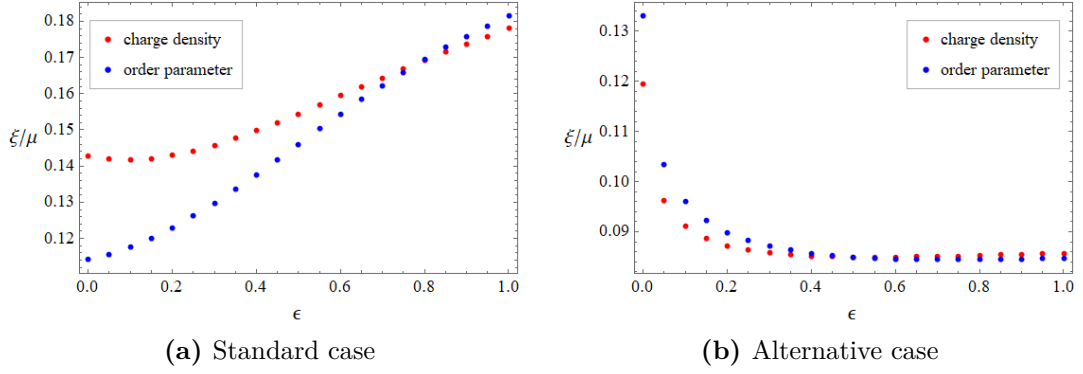 0.18
0.17
0.16
0.15
0.14
0.13
0.12
ξ/μ
charge density
order parameter
0.0 0.2 0.4 0.6 0.8 1.0
ϵ
(a) Standard case
0.13
0.12
0.11
0.10
0.09
ξ/μ
charge density
order parameter
0.0 0.2 0.4 0.6 0.8 1.0
ϵ
(b) Alternative case